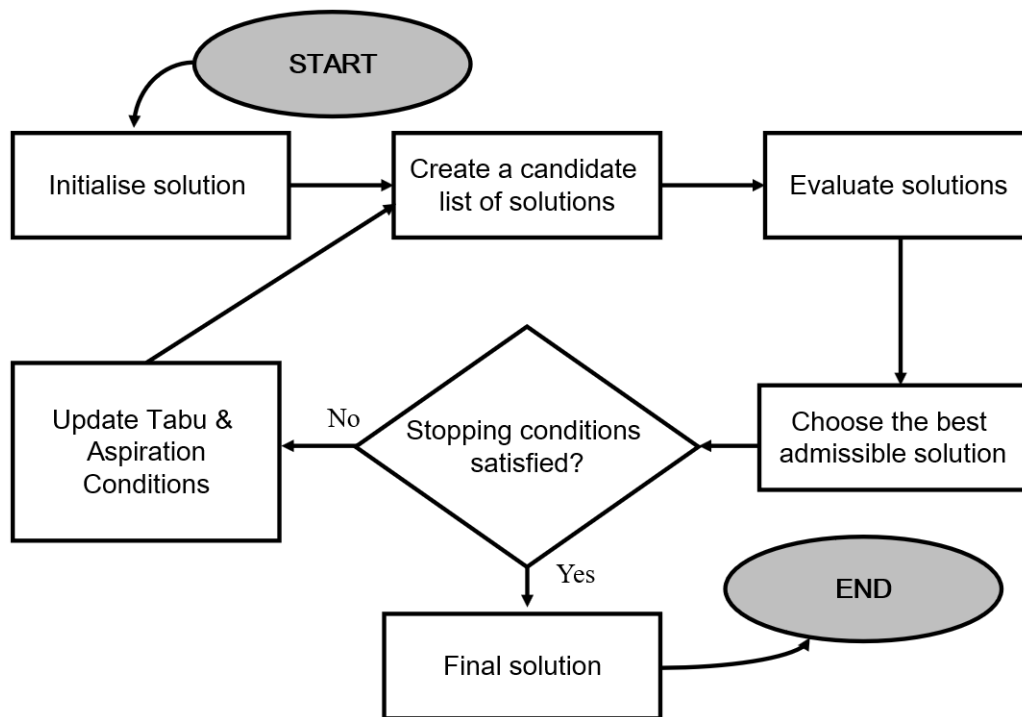 START
Initialise solution
Create a candidate
list of solutions
Evaluate solutions
Choose the best
admissible solution
Stopping conditions
satisfied?
No
Update Tabu &
Aspiration
Conditions
Yes
Final solution
END